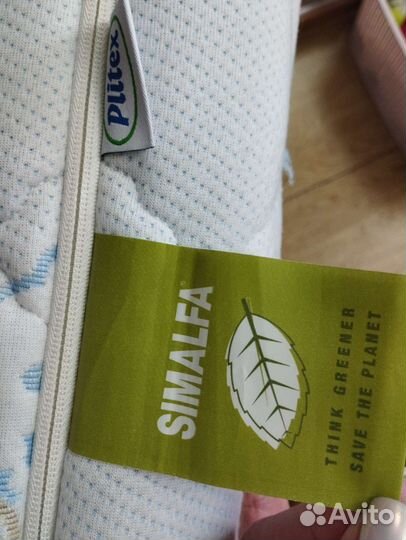 Plitex
SIMALFA®
THINK GREENER
SAVE THE PLANET
Avito